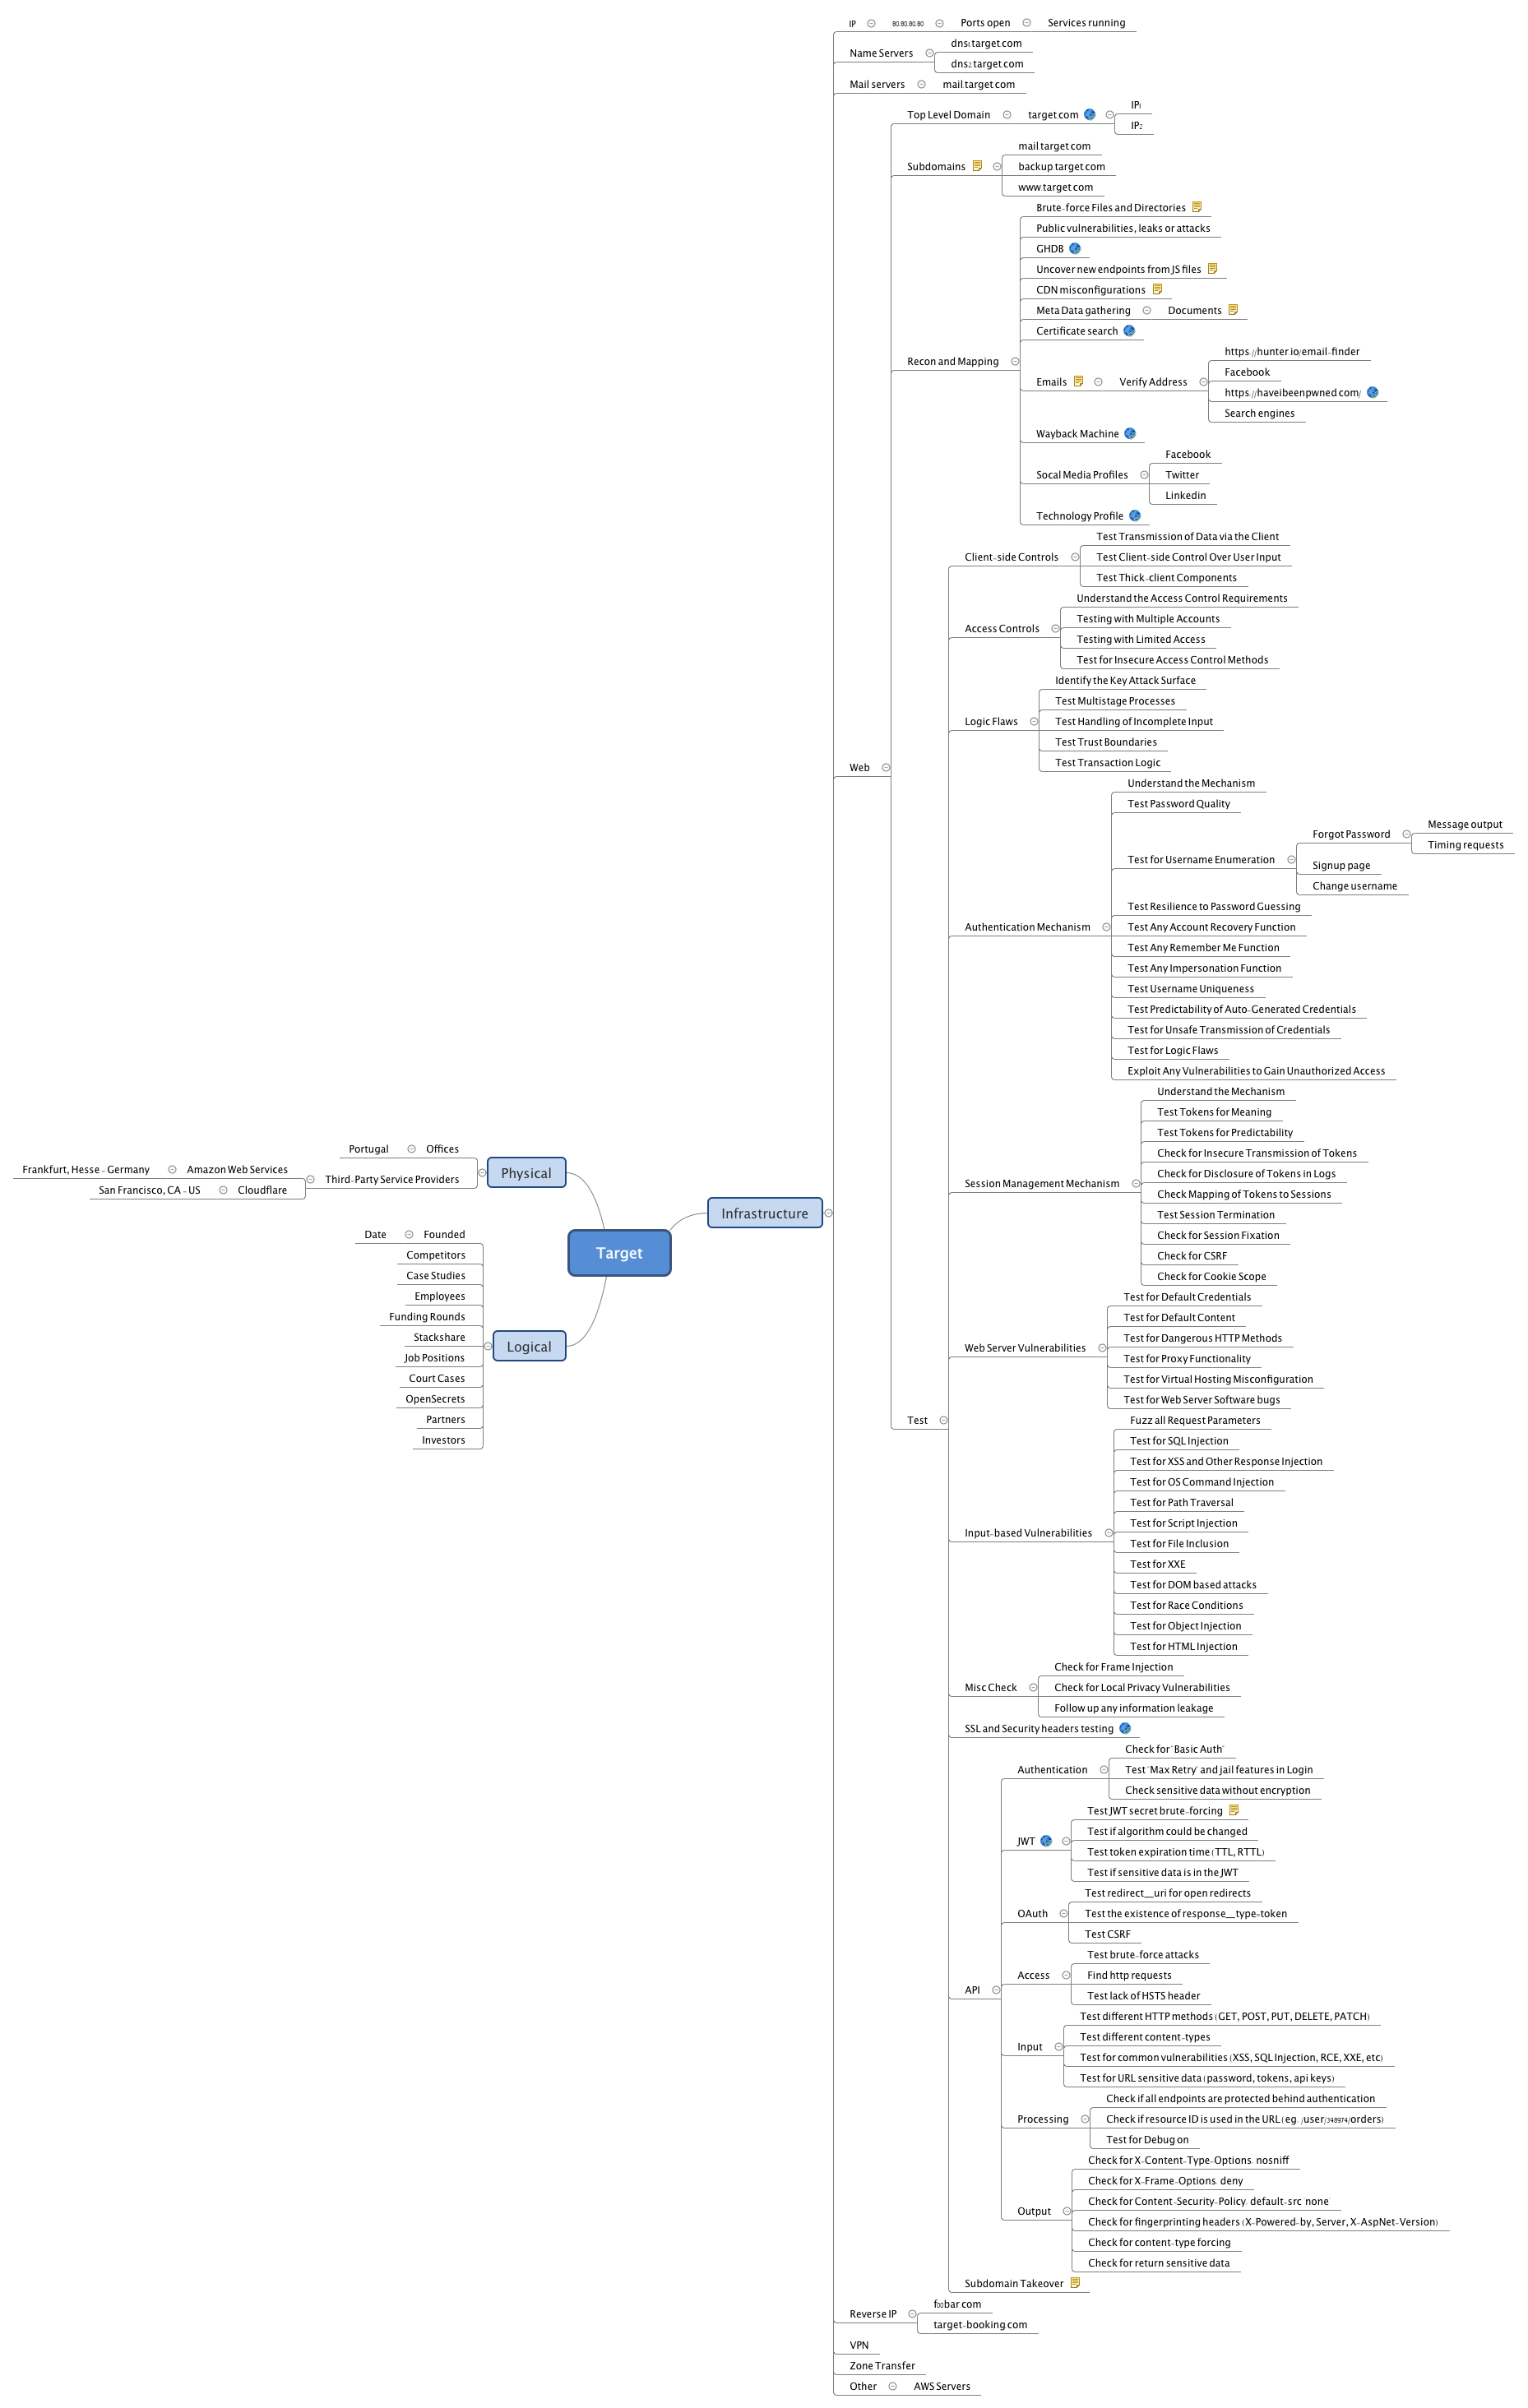 IP 80.80.80.80 Ports open Services running
Name Servers
dns1.target.com
dns2.target.com
Mail servers mail.target.com
Web
Top Level Domain target.com
IP1
IP2
Subdomains
mail.target.com
backup.target.com
www.target.com
Recon and Mapping
Brute-force Files and Directories
Public vulnerabilities, leaks or attacks
GHDB
Uncover new endpoints from JS files
CDN misconfigurations
Meta Data gathering Documents
Certificate search
Emails Verify Address
https://hunter.io/email-finder
Facebook
https://haveibeenpwned.com/
Search engines
Wayback Machine
Socal Media Profiles
Facebook
Twitter
Linkedin
Technology Profile
Test
Client-side Controls
Test Transmission of Data via the Client
Test Client-side Control Over User Input
Test Thick-client Components
Access Controls
Understand the Access Control Requirements
Testing with Multiple Accounts
Testing with Limited Access
Test for Insecure Access Control Methods
Logic Flaws
Identify the Key Attack Surface
Test Multistage Processes
Test Handling of Incomplete Input
Test Trust Boundaries
Test Transaction Logic
Authentication Mechanism
Understand the Mechanism
Test Password Quality
Test for Username Enumeration
Forgot Password
Message output
Timing requests
Signup page
Change username
Test Resilience to Password Guessing
Test Any Account Recovery Function
Test Any Remember Me Function
Test Any Impersonation Function
Test Username Uniqueness
Test Predictability of Auto-Generated Credentials
Test for Unsafe Transmission of Credentials
Test for Logic Flaws
Exploit Any Vulnerabilities to Gain Unauthorized Access
Session Management Mechanism
Understand the Mechanism
Test Tokens for Meaning
Test Tokens for Predictability
Check for Insecure Transmission of Tokens
Check for Disclosure of Tokens in Logs
Check Mapping of Tokens to Sessions
Test Session Termination
Check for Session Fixation
Check for CSRF
Check for Cookie Scope
Web Server Vulnerabilities
Test for Default Credentials
Test for Default Content
Test for Dangerous HTTP Methods
Test for Proxy Functionality
Test for Virtual Hosting Misconfiguration
Test for Web Server Software bugs
Input-based Vulnerabilities
Fuzz all Request Parameters
Test for SQL Injection
Test for XSS and Other Response Injection
Test for OS Command Injection
Test for Path Traversal
Test for Script Injection
Test for File Inclusion
Test for XXE
Test for DOM based attacks
Test for Race Conditions
Test for Object Injection
Test for HTML Injection
Misc Check
Check for Frame Injection
Check for Local Privacy Vulnerabilities
Follow up any information leakage
SSL and Security headers testing
API
Authentication
Check for "Basic Auth"
Test "Max Retry" and jail features in Login
Check sensitive data without encryption
JWT
Test JWT secret brute-forcing
Test if algorithm could be changed
Test token expiration time (TTL, RTTL)
Test if sensitive data is in the JWT
OAuth
Test redirect_uri for open redirects
Test the existence of response_type=token
Test CSRF
Access
Test brute-force attacks
Find http requests
Test lack of HSTS header
Input
Test different HTTP methods (GET, POST, PUT, DELETE, PATCH)
Test different content-types
Test for common vulnerabilities (XSS, SQL Injection, RCE, XXE, etc)
Test for URL sensitive data (password, tokens, api keys)
Processing
Check if all endpoints are protected behind authentication
Check if resource ID is used in the URL (eg. /user/348974/orders)
Test for Debug on
Output
Check for X-Content-Type-Options: nosniff
Check for X-Frame-Options: deny
Check for Content-Security-Policy: default-src 'none'
Check for fingerprinting headers (X-Powered-by, Server, X-AspNet-Version)
Check for content-type forcing
Check for return sensitive data
Subdomain Takeover
Reverse IP
f00bar.com
target-booking.com
VPN
Zone Transfer
Other AWS Servers
Infrastructure
Target
Physical
Portugal Offices
Third-Party Service Providers
Frankfurt, Hesse - Germany Amazon Web Services
San Francisco, CA - US Cloudflare
Logical
Date Founded
Competitors
Case Studies
Employees
Funding Rounds
Stackshare
Job Positions
Court Cases
OpenSecrets
Partners
Investors